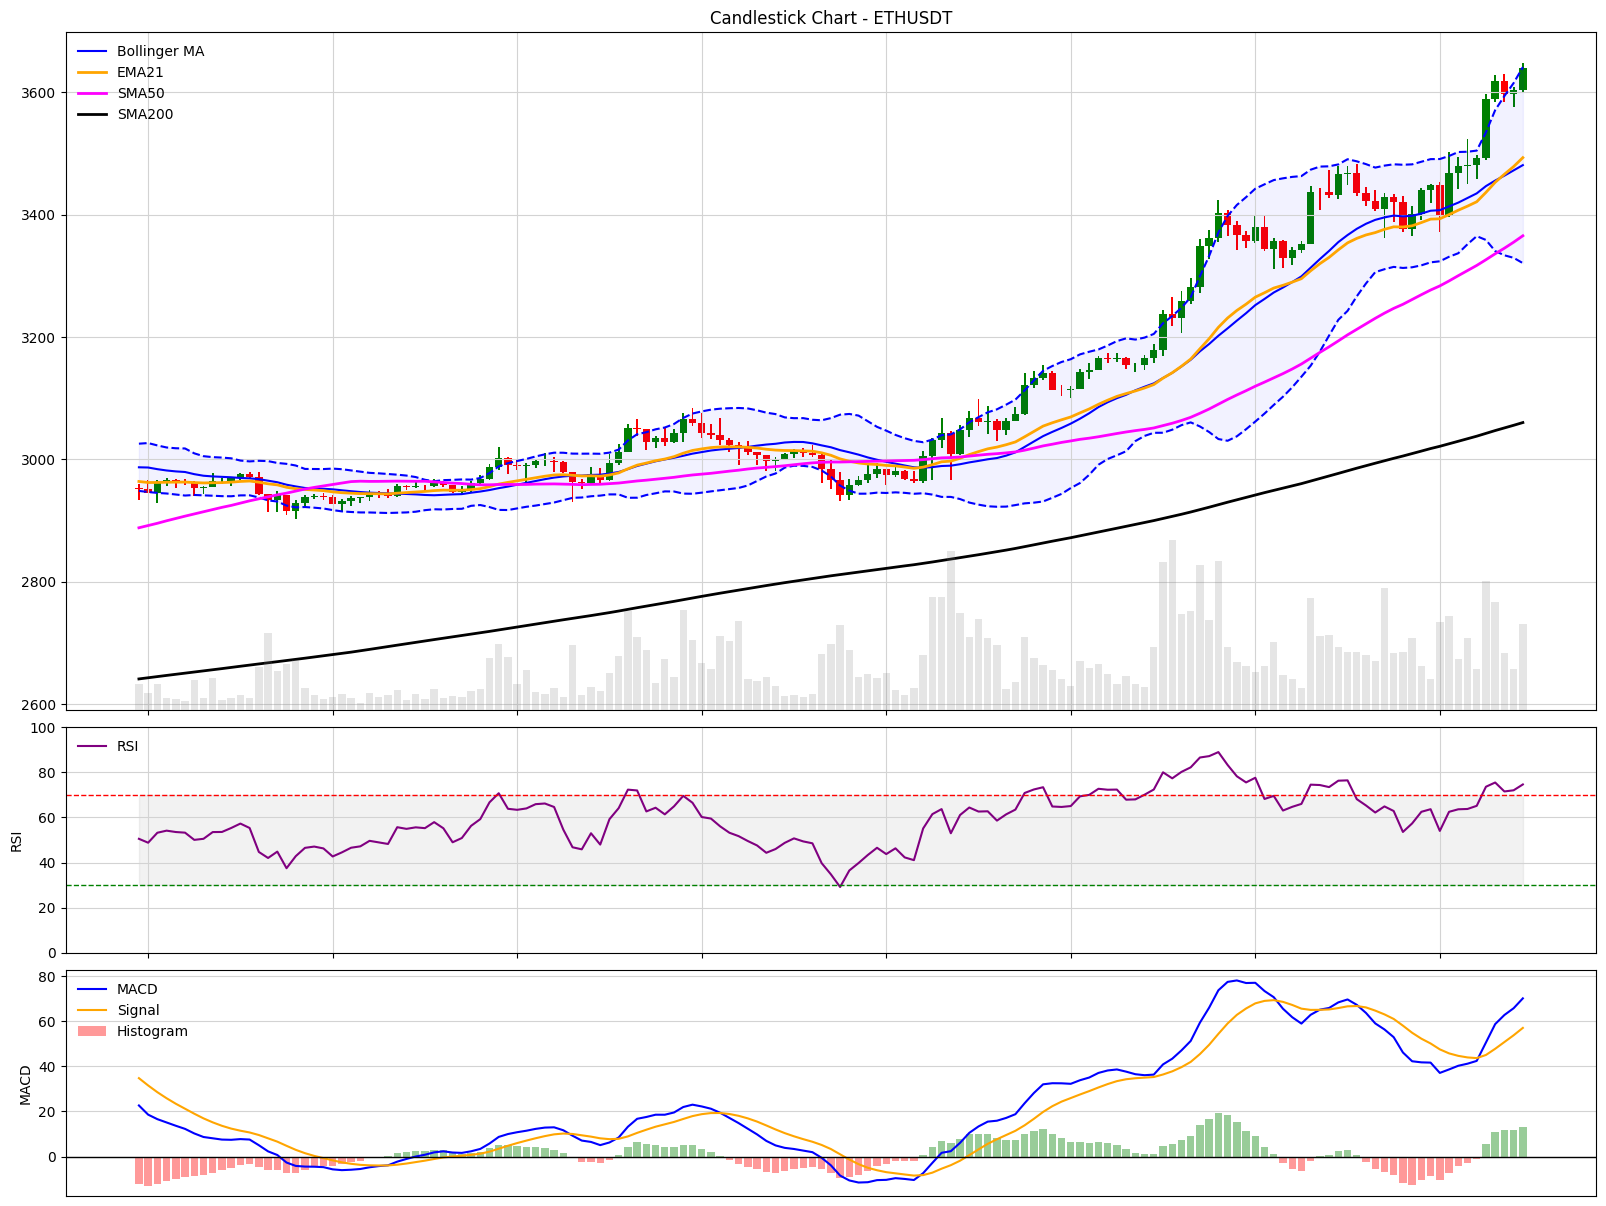 Candlestick Chart - ETHUSDT
Bollinger MA
EMA21
SMA50
SMA200
3600
3400
3200
3000
2800
2600
RSI
100
80
60
40
20
0
RSI
MACD
Signal
Histogram
80
60
40
20
0
MACD